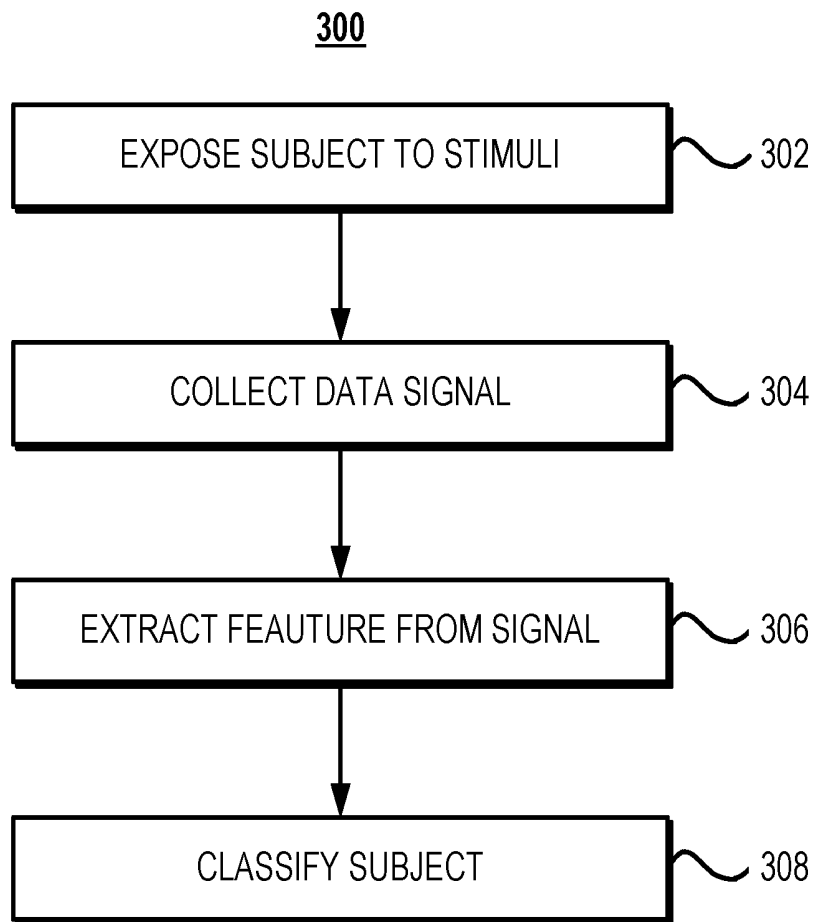 300
EXPOSE SUBJECT TO STIMULI 302
COLLECT DATA SIGNAL 304
EXTRACT FEAUTURE FROM SIGNAL 306
CLASSIFY SUBJECT 308